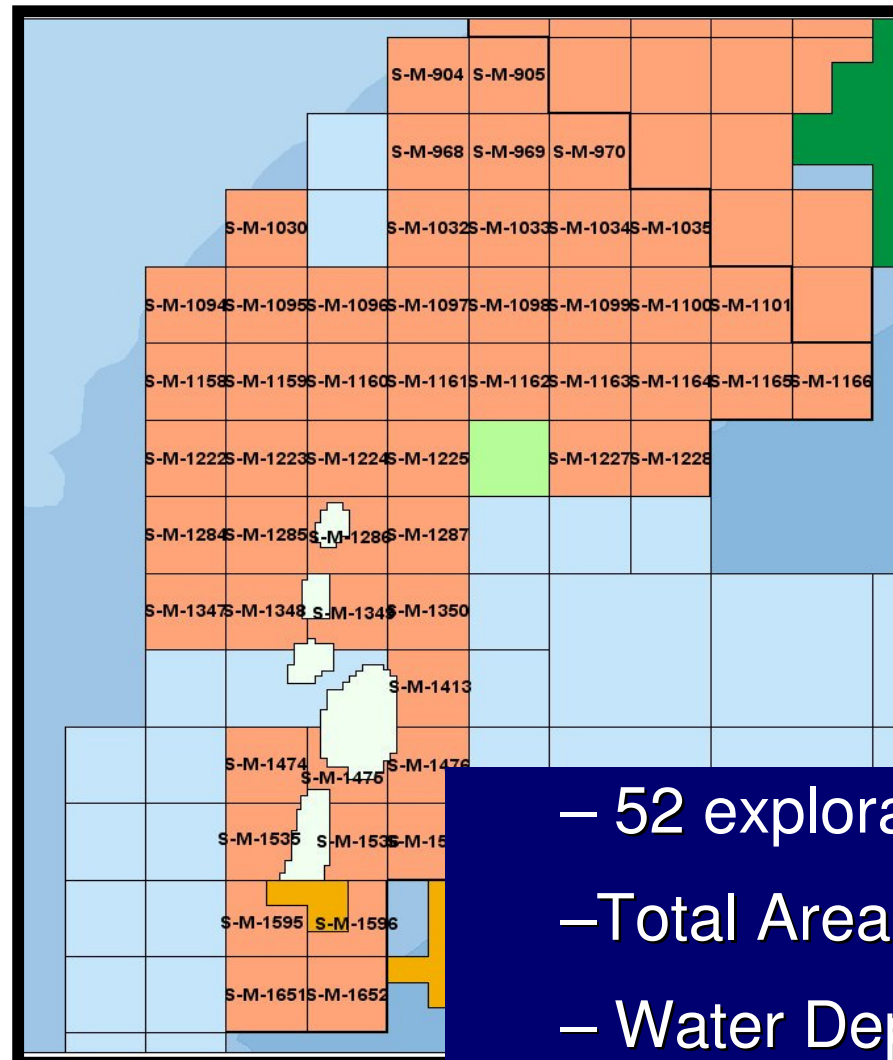 S-M-904 S-M-905
S-M-968 S-M-969 S-M-970
S-M-1030 S-M-1032 S-M-1033 S-M-1034 S-M-1035
S-M-1094 S-M-1095 S-M-1096 S-M-1097 S-M-1098 S-M-1099 S-M-1100 S-M-1101
S-M-1158 S-M-1159 S-M-1160 S-M-1161 S-M-1162 S-M-1163 S-M-1164 S-M-1165 S-M-1166
S-M-1222 S-M-1223 S-M-1224 S-M-1225 S-M-1227 S-M-1228
S-M-1284 S-M-1285 S-M-1286 S-M-1287
S-M-1347 S-M-1348 S-M-1349 S-M-1350
S-M-1413
S-M-1474 S-M-1475 S-M-1476
S-M-1535 S-M-1536 S-M-15
S-M-1595 S-M-1596
S-M-1651 S-M-1652
– 52 explora
–Total Area
– Water De